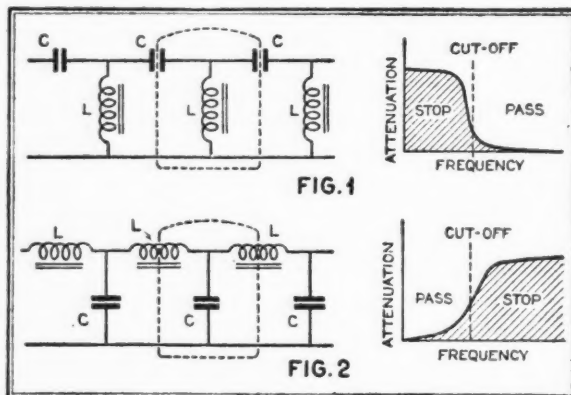 C
C
C
L
L
L
FIG.1
CUT-OFF
ATTENUATION
STOP
PASS
FREQUENCY
L
L
L
C
C
C
FIG.2
CUT-OFF
ATTENUATION
PASS
STOP
FREQUENCY